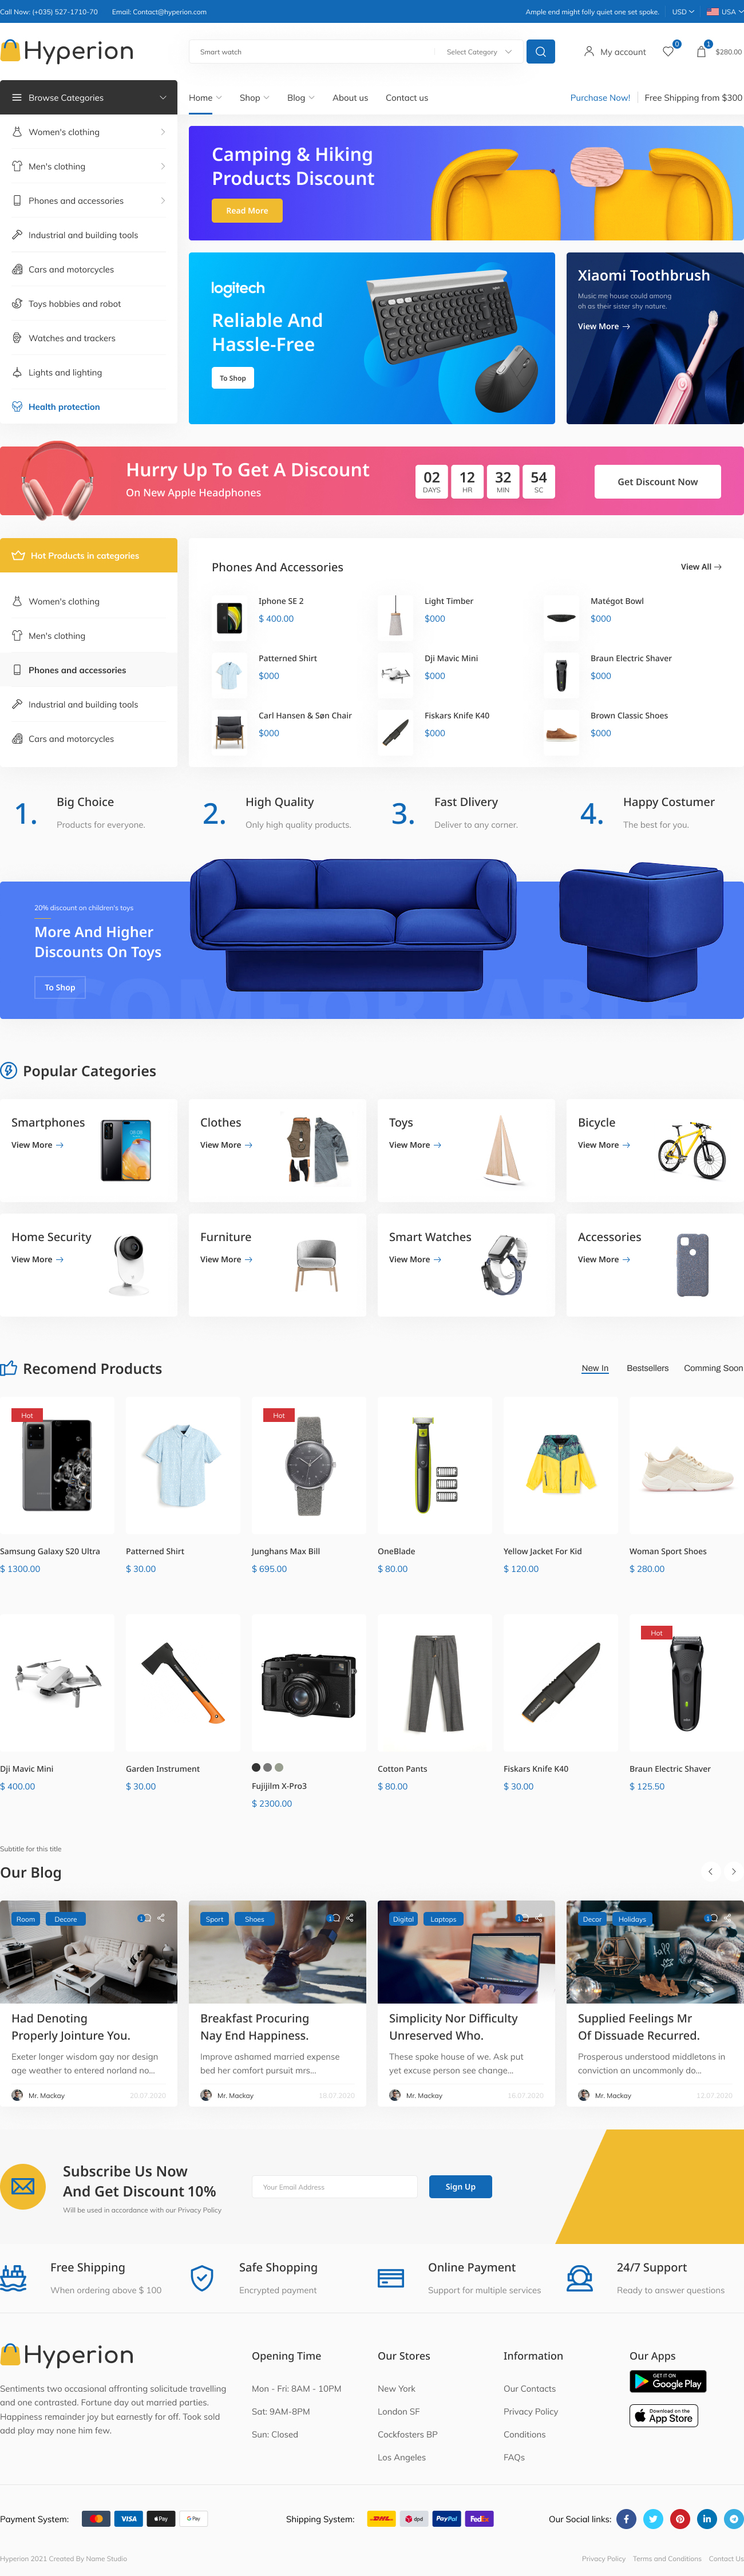 Call Now: (+035) 527-1710-70 Email: Contact@hyperion.com Ample end might folly quiet one set spoke. USD USA
Hyperion Smart watch Select Category My account 0 1 $280.00
Browse Categories Home Shop Blog About us Contact us Purchase Now! Free Shipping from $300
Women's clothing
Men's clothing
Phones and accessories
Industrial and building tools
Cars and motorcycles
Toys hobbies and robot
Watches and trackers
Lights and lighting
Health protection
Camping & Hiking
Products Discount
Read More
logitech
Reliable And
Hassle-Free
To Shop
Xiaomi Toothbrush
Music me house could among
oh as their sister shy nature.
View More
Hurry Up To Get A Discount
On New Apple Headphones
02 12 32 54
DAYS HR MIN SC
Get Discount Now
Hot Products in categories
Women's clothing
Men's clothing
Phones and accessories
Industrial and building tools
Cars and motorcycles
Phones And Accessories View All
Iphone SE 2 Light Timber Matégot Bowl
$ 400.00 $000 $000
Patterned Shirt Dji Mavic Mini Braun Electric Shaver
$000 $000 $000
Carl Hansen & Søn Chair Fiskars Knife K40 Brown Classic Shoes
$000 $000 $000
1. Big Choice 2. High Quality 3. Fast Dlivery 4. Happy Costumer
Products for everyone. Only high quality products. Deliver to any corner. The best for you.
20% discount on children's toys
More And Higher
Discounts On Toys
To Shop
COMFORTABLE
Popular Categories
Smartphones Clothes Toys Bicycle
View More View More View More View More
Home Security Furniture Smart Watches Accessories
View More View More View More View More
Recomend Products New In Bestsellers Comming Soon
Hot Hot
Samsung Galaxy S20 Ultra Patterned Shirt Junghans Max Bill OneBlade Yellow Jacket For Kid Woman Sport Shoes
$ 1300.00 $ 30.00 $ 695.00 $ 80.00 $ 120.00 $ 280.00
Hot
Dji Mavic Mini Garden Instrument Fujijilm X-Pro3 Cotton Pants Fiskars Knife K40 Braun Electric Shaver
$ 400.00 $ 30.00 $ 2300.00 $ 80.00 $ 30.00 $ 125.50
Subtitle for this title
Our Blog
Room Decore 1 Sport Shoes 1 Digital Laptops 1 Decor Holidays 1
fall
Had Denoting Breakfast Procuring Simplicity Nor Difficulty Supplied Feelings Mr
Properly Jointure You. Nay End Happiness. Unreserved Who. Of Dissuade Recurred.
Exeter longer wisdom gay nor design Improve ashamed married expense These spoke house of we. Ask put Prosperous understood middletons in
age weather to entered norland no... bed her comfort pursuit mrs... yet excuse person see change... conviction an uncommonly do...
Mr. Mackay 20.07.2020 Mr. Mackay 18.07.2020 Mr. Mackay 16.07.2020 Mr. Mackay 12.07.2020
Subscribe Us Now
And Get Discount 10%
Will be used in accordance with our Privacy Policy
Your Email Address Sign Up
Free Shipping Safe Shopping Online Payment 24/7 Support
When ordering above $ 100 Encrypted payment Support for multiple services Ready to answer questions
Hyperion
Sentiments two occasional affronting solicitude travelling
and one contrasted. Fortune day out married parties.
Happiness remainder joy but earnestly for off. Took sold
add play may none him few.
Opening Time
Mon - Fri: 8AM - 10PM
Sat: 9AM-8PM
Sun: Closed
Our Stores
New York
London SF
Cockfosters BP
Los Angeles
Information
Our Contacts
Privacy Policy
Conditions
FAQs
Our Apps
GET IT ON
Google Play
Download on the
App Store
Payment System: VISA Pay G Pay Shipping System: DHL dpd PayPal FedEx Our Social links:
Hyperion 2021 Created By Name Studio Privacy Policy Terms and Conditions Contact Us